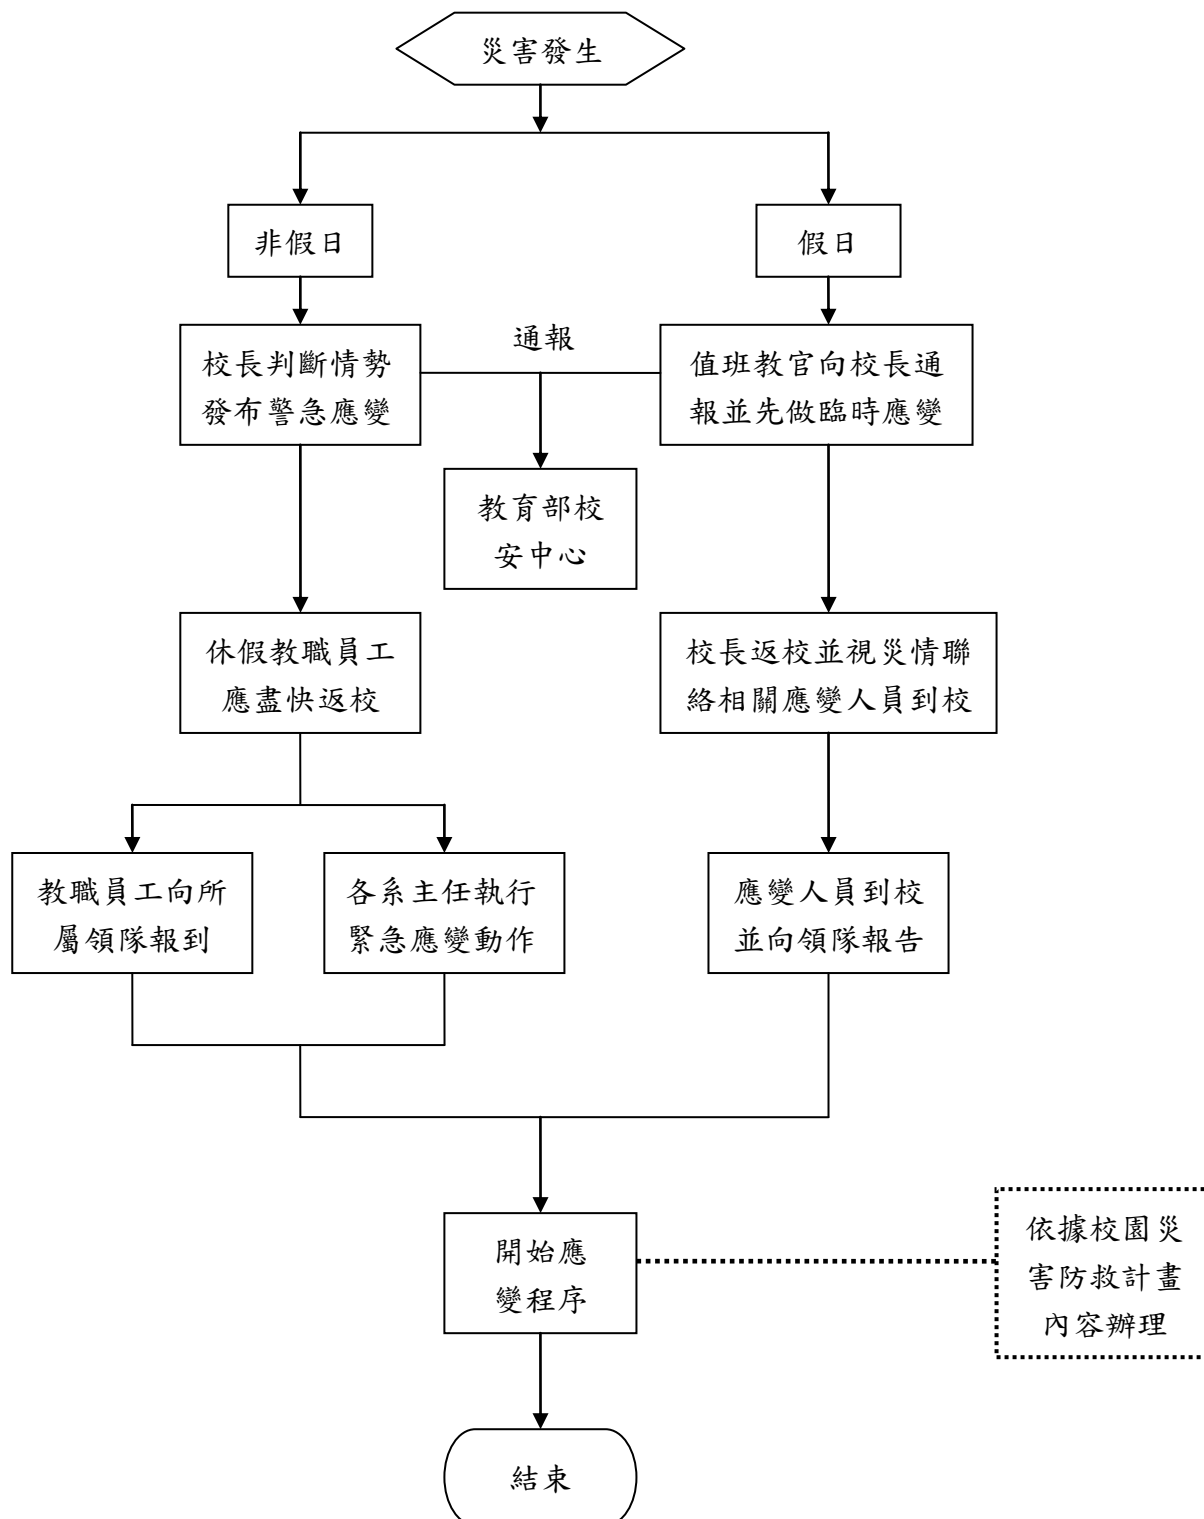 災害發生
非假日
假日
通報
校長判斷情勢
發布警急應變
值班教官向校長通
報並先做臨時應變
教育部校
安中心
休假教職員工
應盡快返校
校長返校並視災情聯
絡相關應變人員到校
教職員工向所
屬領隊報到
各系主任執行
緊急應變動作
應變人員到校
並向領隊報告
開始應
變程序
依據校園災
害防救計畫
內容辦理
結束